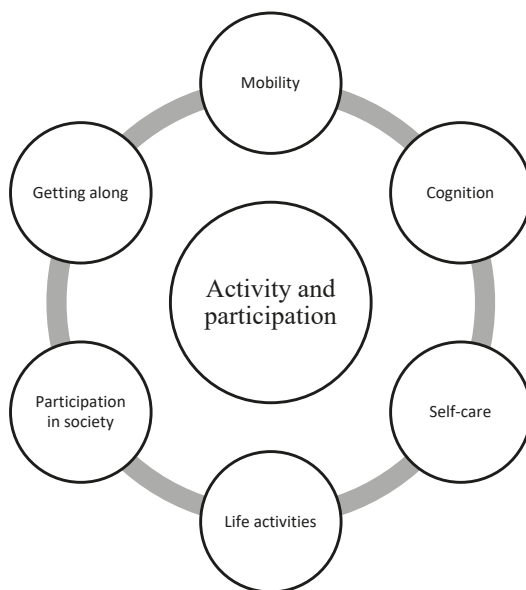 Mobility
Getting along
Cognition
Activity and
participation
Participation
in society
Self-care
Life activities